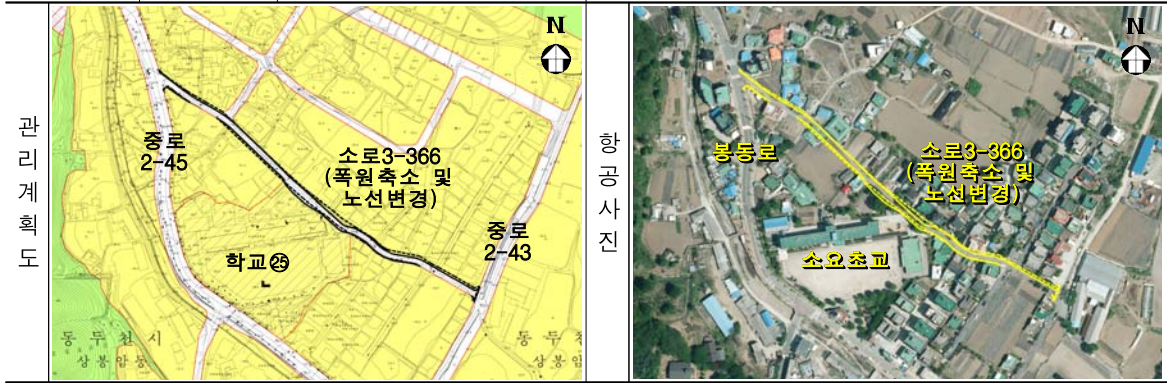 관
리
계
획
도
N
중로
2-45
소로3-366
(폭원축소 및
노선변경)
중로
2-43
학교㉕
동 두 천 시
상봉암동
동 두 천
상봉암
항
공
사
진
N
봉동로
소로3-366
(폭원축소 및
노선변경)
소요초교